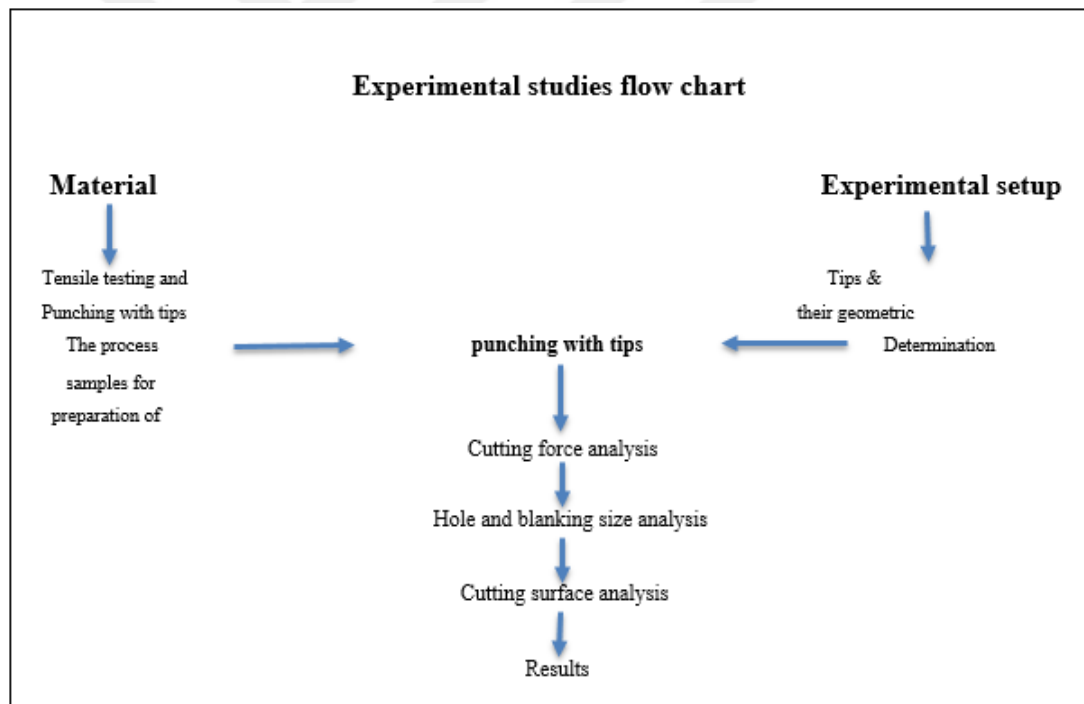 Experimental studies flow chart
Material
Tensile testing and
Punching with tips
The process
samples for
preparation of
Experimental setup
Tips &
their geometric
Determination
punching with tips
Cutting force analysis
Hole and blanking size analysis
Cutting surface analysis
Results